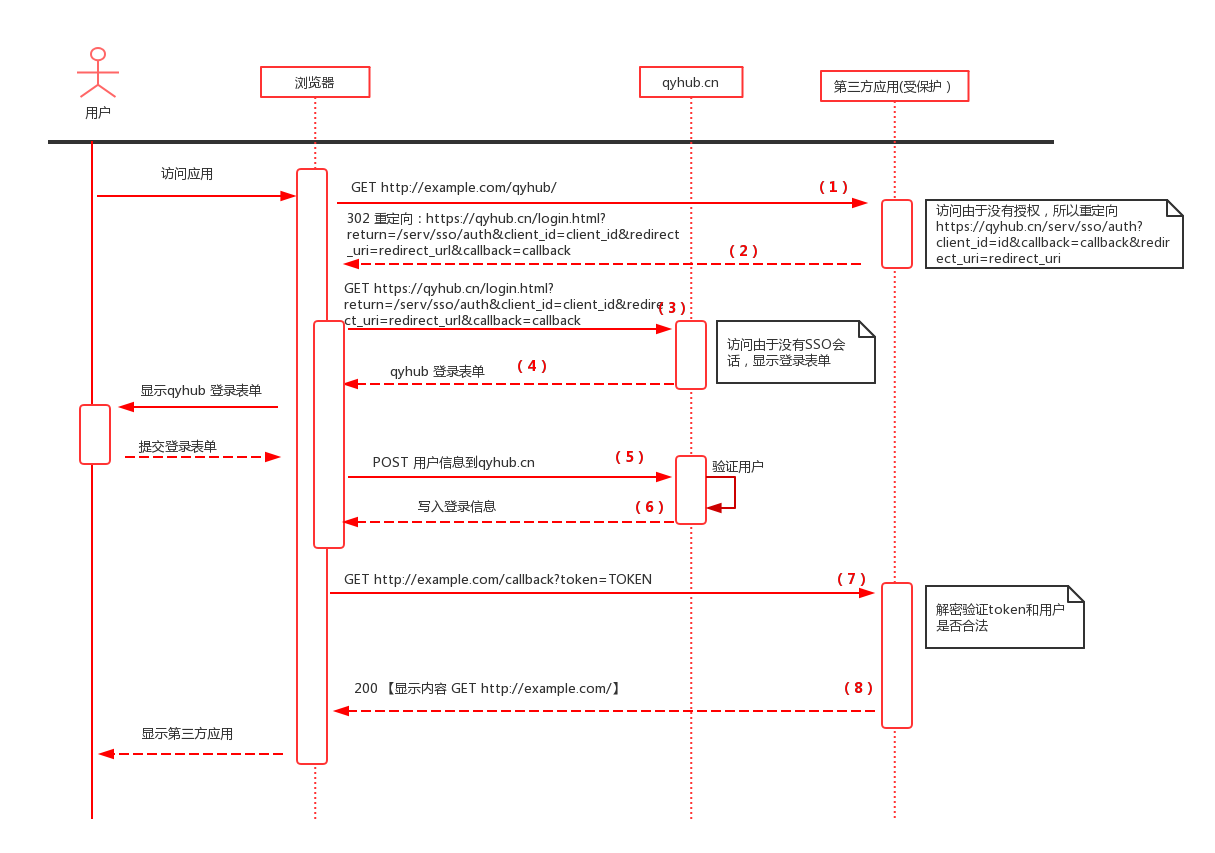 用户
浏览器
qyhub.cn
第三方应用(受保护）
访问应用
GET http://example.com/qyhub/
（1）
302 重定向：https://qyhub.cn/login.html?
return=/serv/sso/auth&client_id=client_id&redirect
_uri=redirect_url&callback=callback
（2）
访问由于没有授权，所以重定向
https://qyhub.cn/serv/sso/auth?
client_id=id&callback=callback&redir
ect_uri=redirect_uri
GET https://qyhub.cn/login.html?
return=/serv/sso/auth&client_id=client_id&redire
ct_uri=redirect_url&callback=callback
（3）
访问由于没有SSO会
话，显示登录表单
qyhub 登录表单
（4）
显示qyhub 登录表单
提交登录表单
POST 用户信息到qyhub.cn
（5）
验证用户
写入登录信息
（6）
GET http://example.com/callback?token=TOKEN
（7）
解密验证token和用户
是否合法
200 【显示内容 GET http://example.com/】
（8）
显示第三方应用